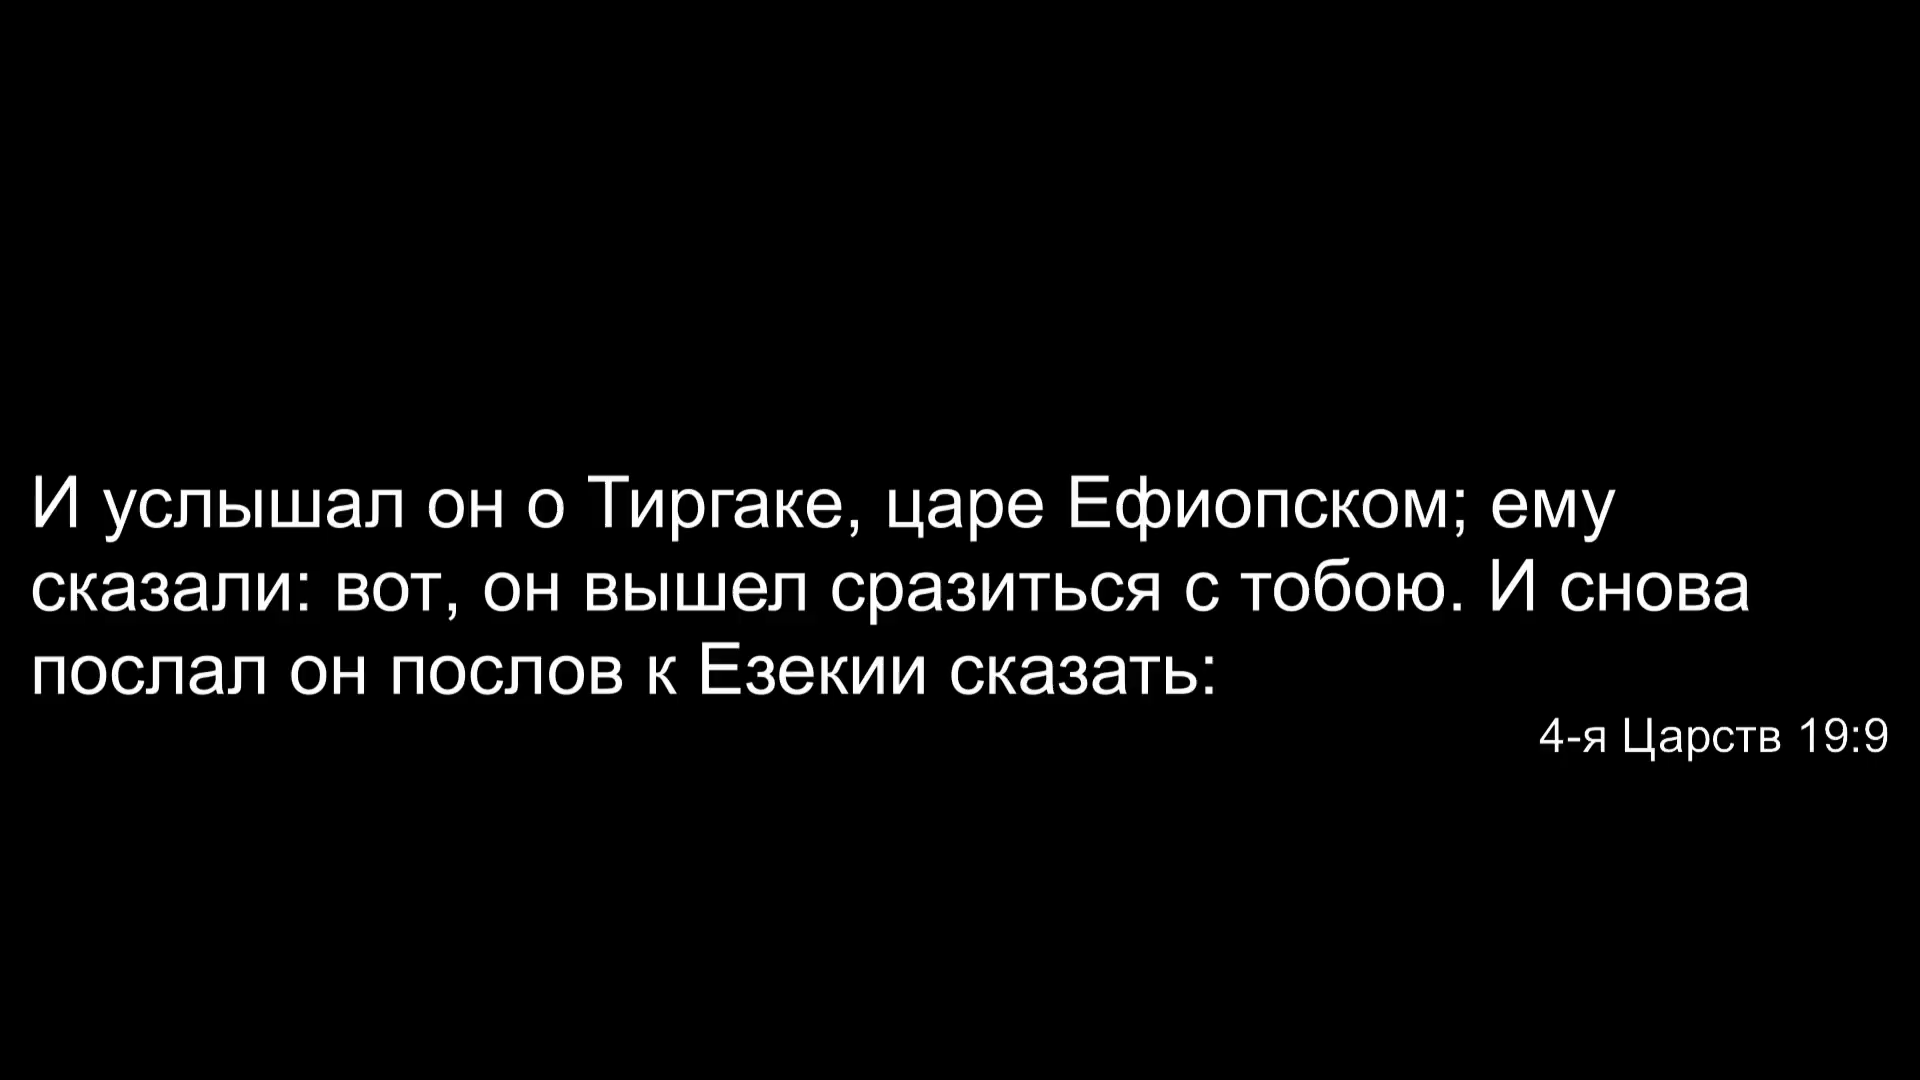 И услышал он о Тиргаке, царе Ефиопском; ему
сказали: вот, он вышел сразиться с тобою. И снова
послал он послов к Езекии сказать:
4-я Царств 19:9